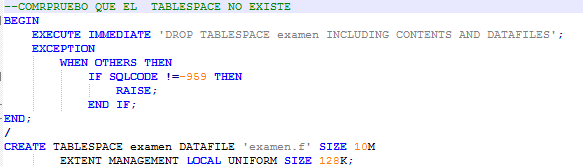 --COMRPRUEBO QUE EL TABLESPACE NO EXISTE
BEGIN
EXECUTE IMMEDIATE 'DROP TABLESPACE examen INCLUDING CONTENTS AND DATAFILES';
EXCEPTION
WHEN OTHERS THEN
IF SQLCODE !=-959 THEN
RAISE;
END IF;
END;
/
CREATE TABLESPACE examen DATAFILE 'examen.f' SIZE 10M
EXTENT MANAGEMENT LOCAL UNIFORM SIZE 128K;